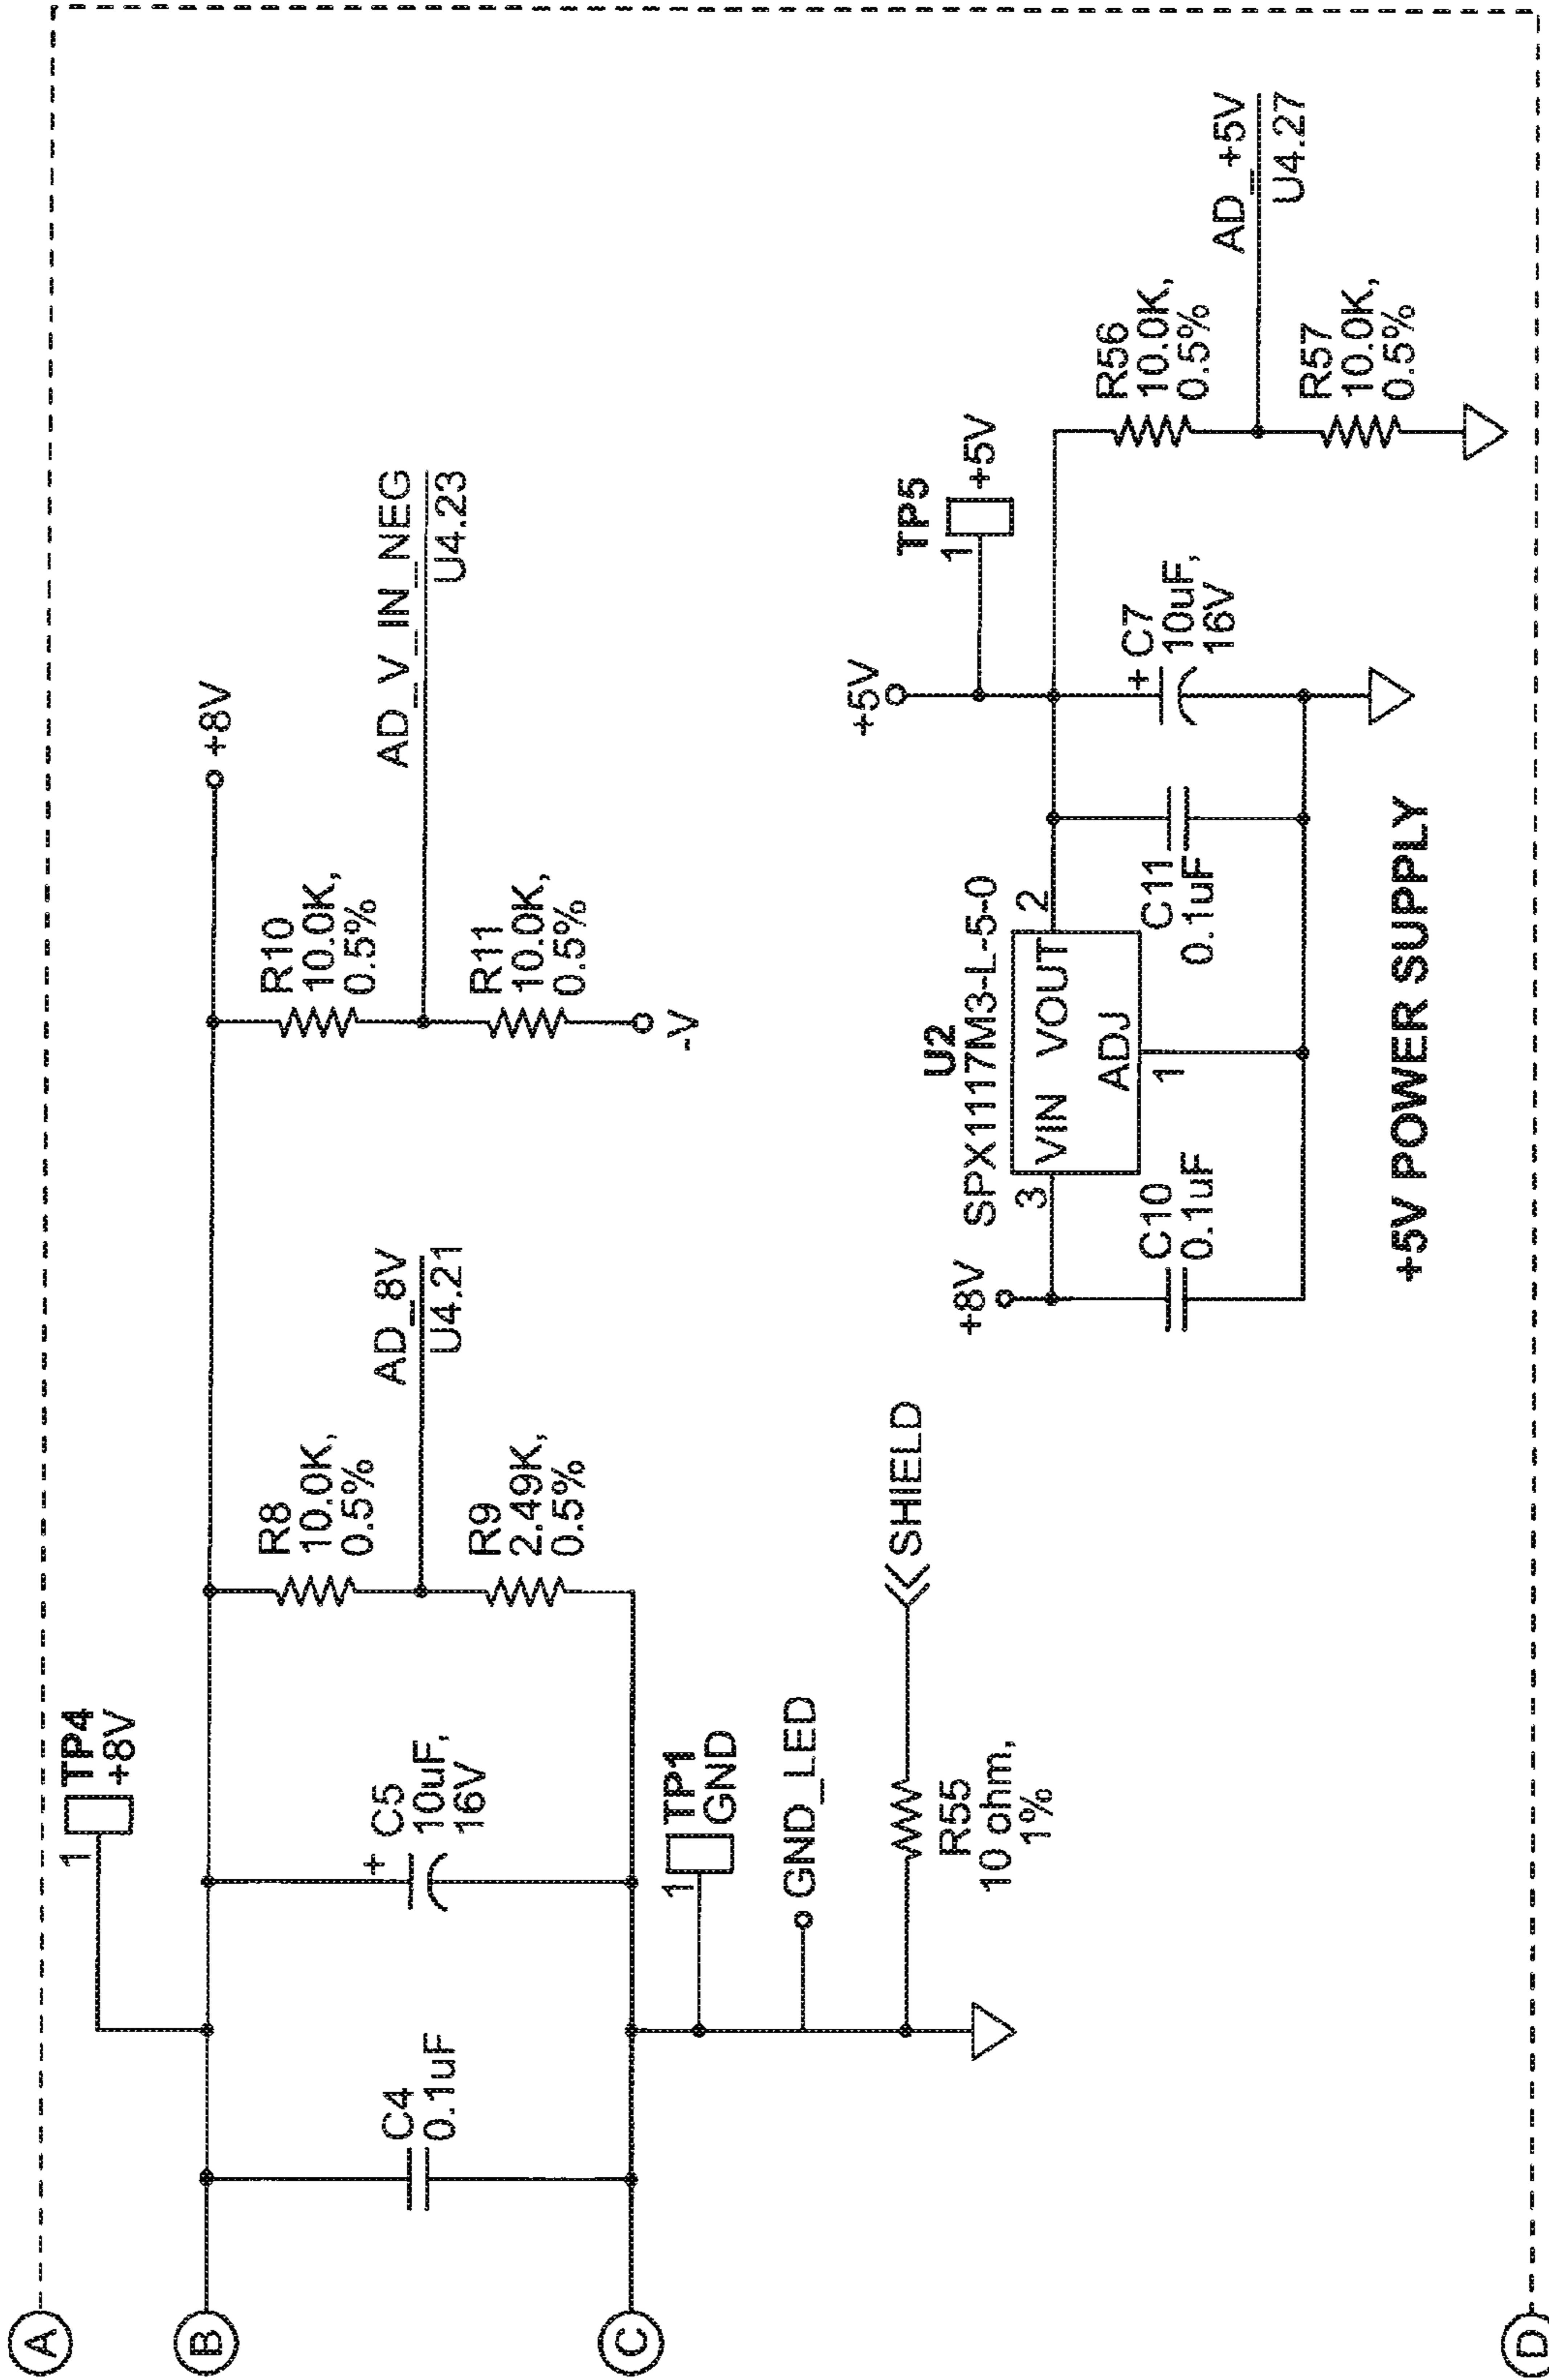 A
B
C
D
1
TP4
+8V
C4
0.1uF
+
C5
10uF,
16V
R8
10.0K,
0.5%
AD_8V
U4.21
R9
2.49K,
0.5%
+8V
R10
10.0K,
0.5%
AD_V_IN_NEG
U4.23
R11
10.0K,
0.5%
-V
1
TP1
GND
GND_LED
SHIELD
R55
10 ohm,
1%
+8V
U2
SPX1117M3-L-5-0
3
VIN VOUT
2
ADJ
1
C10
0.1uF
C11
0.1uF
+5V
TP5
1
+5V
+
C7
10uF,
16V
R56
10.0K,
0.5%
AD_+5V
U4.27
R57
10.0K,
0.5%
+5V POWER SUPPLY